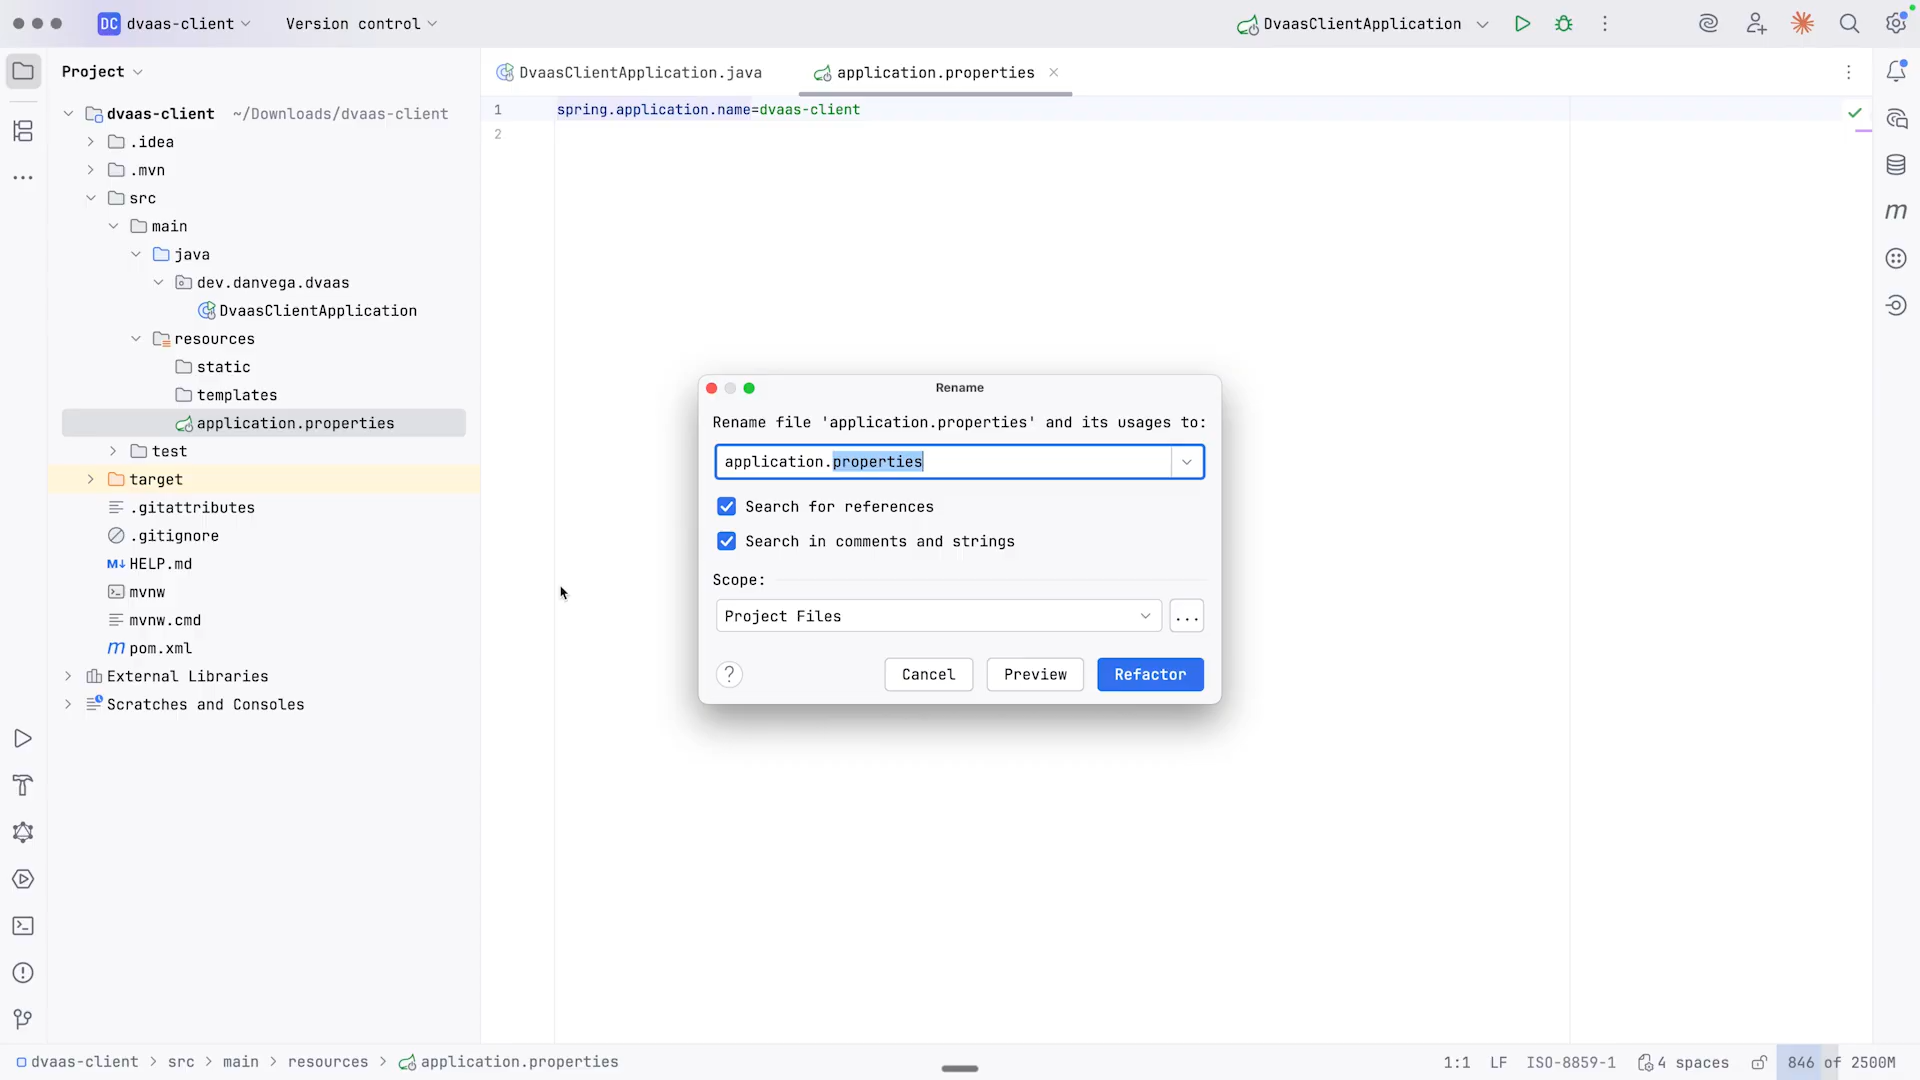 DC dvaas-client
Version control
DvaasClientApplication
Project
DvaasClientApplication.java
application.properties
dvaas-client ~/Downloads/dvaas-client
.idea
.mvn
src
main
java
dev.danvega.dvaas
DvaasClientApplication
resources
static
templates
application.properties
test
target
.gitattributes
.gitignore
M↓ HELP.md
mvnw
mvnw.cmd
m pom.xml
External Libraries
Scratches and Consoles
1 spring.application.name=dvaas-client
2
Rename
Rename file 'application.properties' and its usages to:
application.properties
Search for references
Search in comments and strings
Scope:
Project Files
...
?
Cancel
Preview
Refactor
m
dvaas-client > src > main > resources > application.properties
1:1 LF ISO-8859-1 4 spaces 846 of 2500M